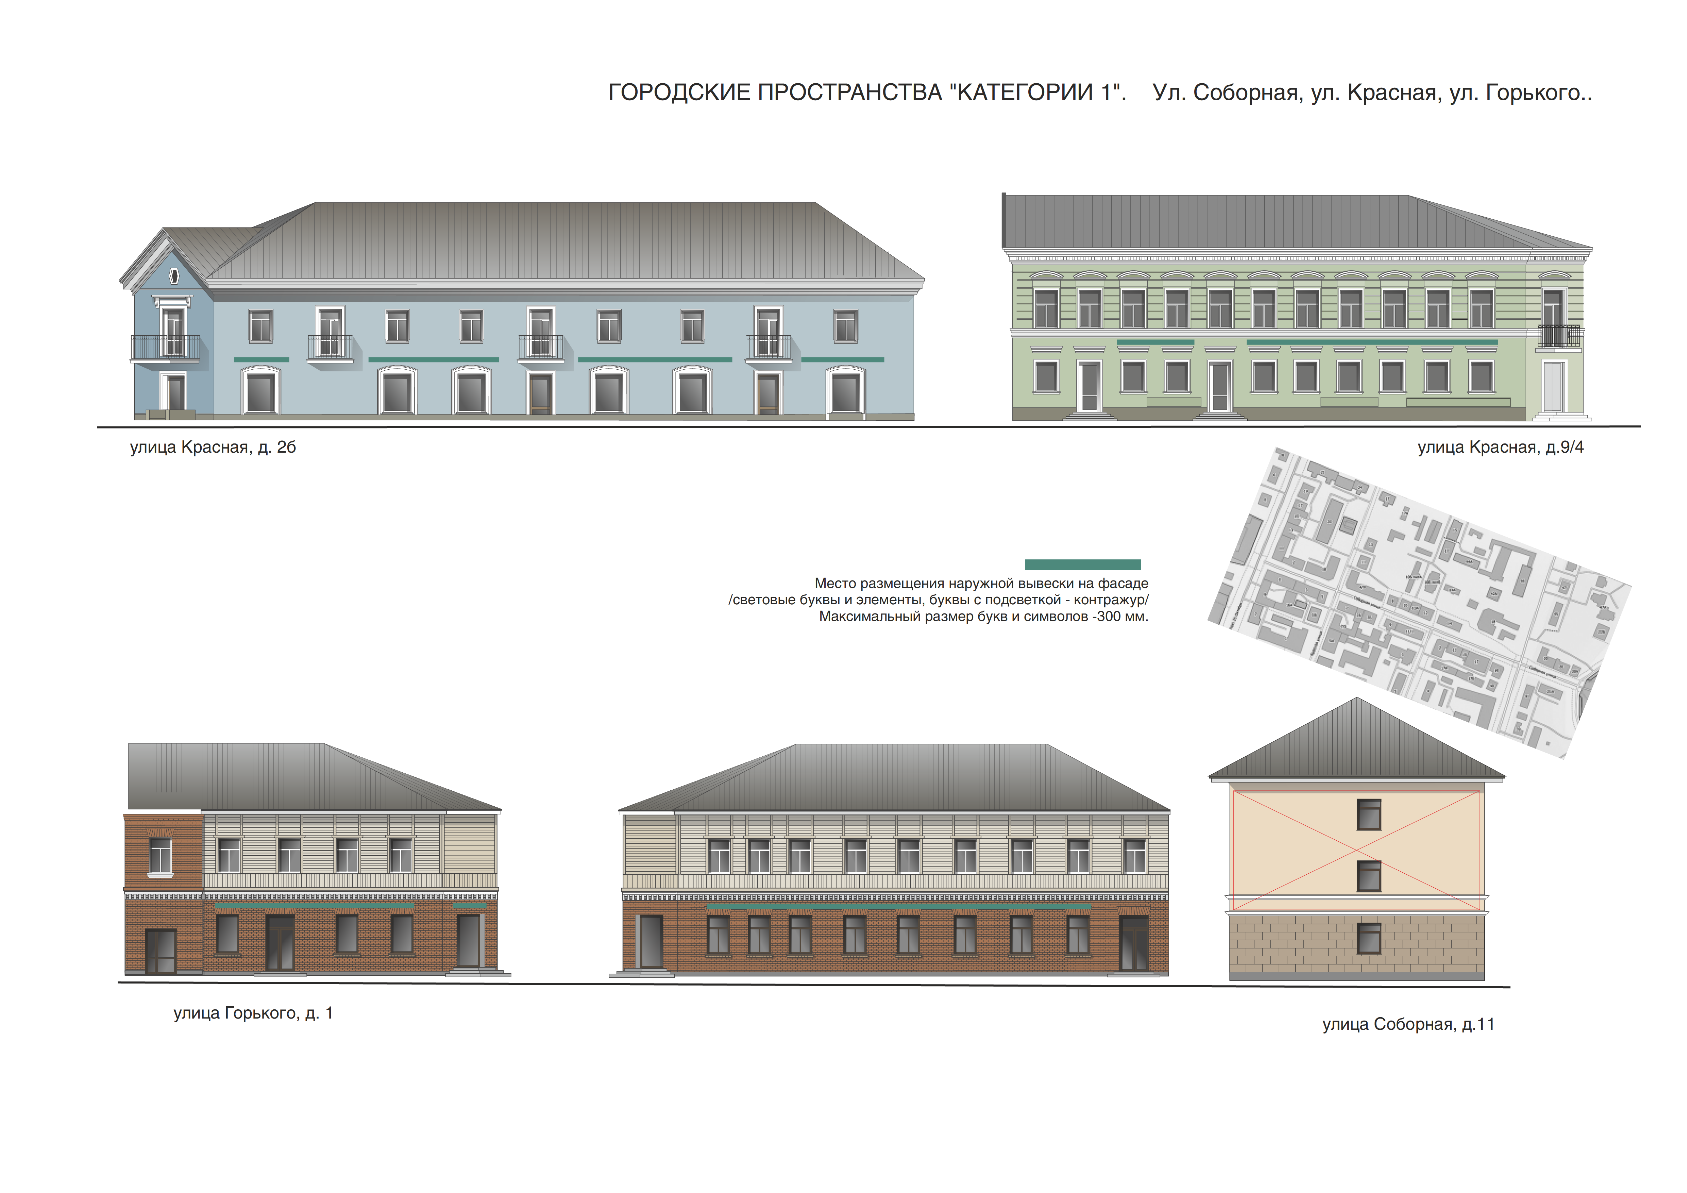 ГОРОДСКИЕ ПРОСТРАНСТВА "КАТЕГОРИИ 1". Ул. Соборная, ул. Красная, ул. Горького..
улица Красная, д. 2б
улица Красная, д.9/4
Место размещения наружной вывески на фасаде
/световые буквы и элементы, буквы с подсветкой - контражур/
Максимальный размер букв и символов -300 мм.
улица Горького, д. 1
улица Соборная, д.11